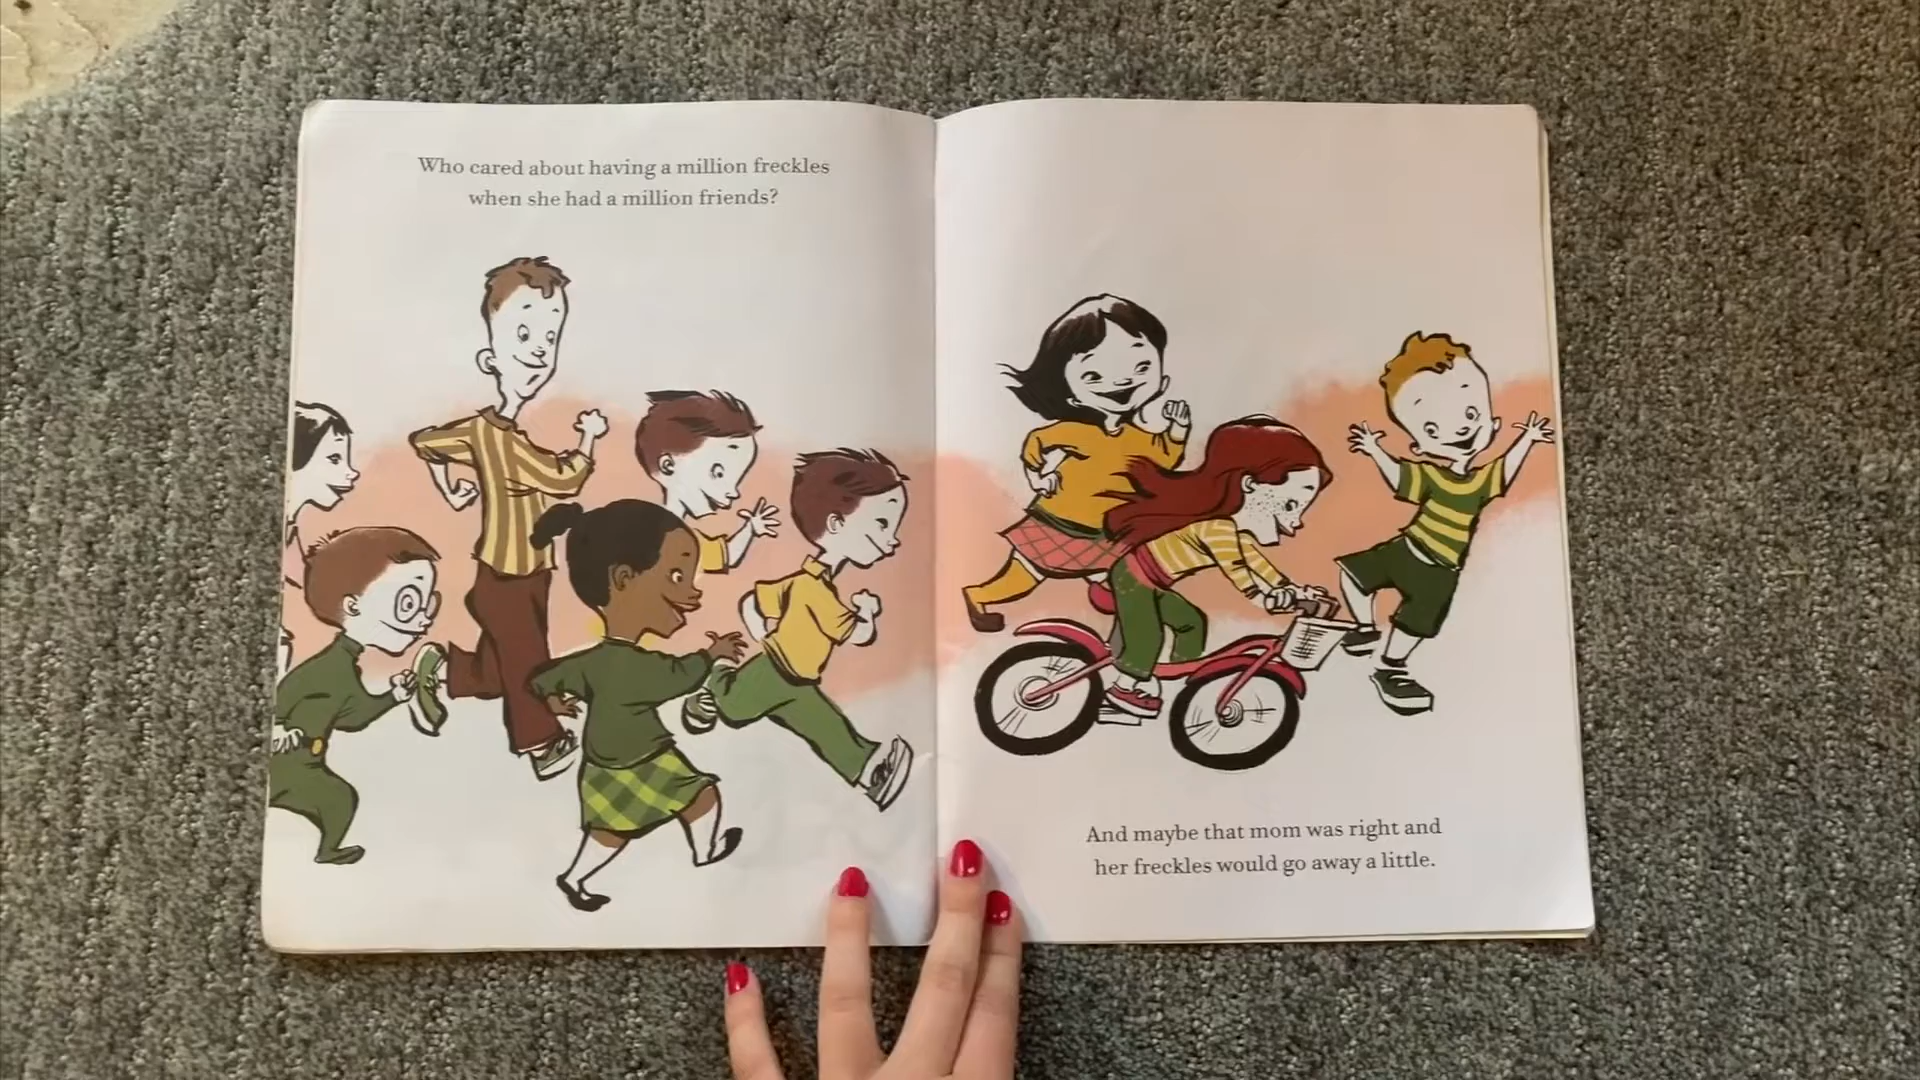 Who cared about having a million freckles
when she had a million friends?
And maybe that mom was right and
her freckles would go away a little.